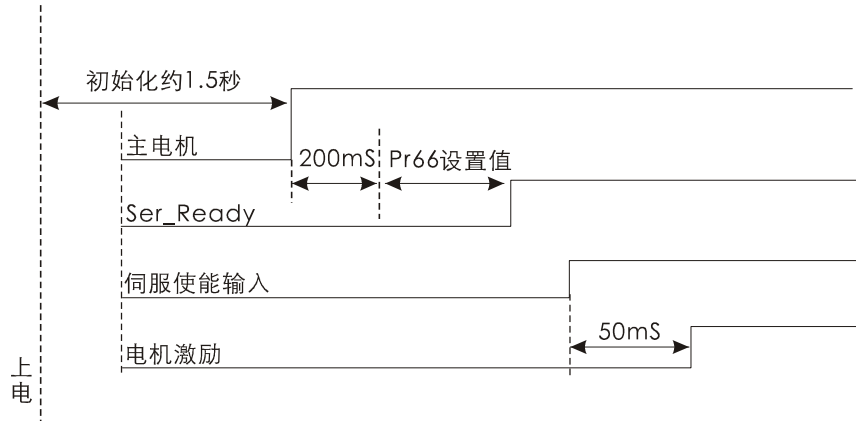 初始化约1.5秒
主电机
200mS
Pr66设置值
Ser_Ready
伺服使能输入
50mS
电机激励
上电